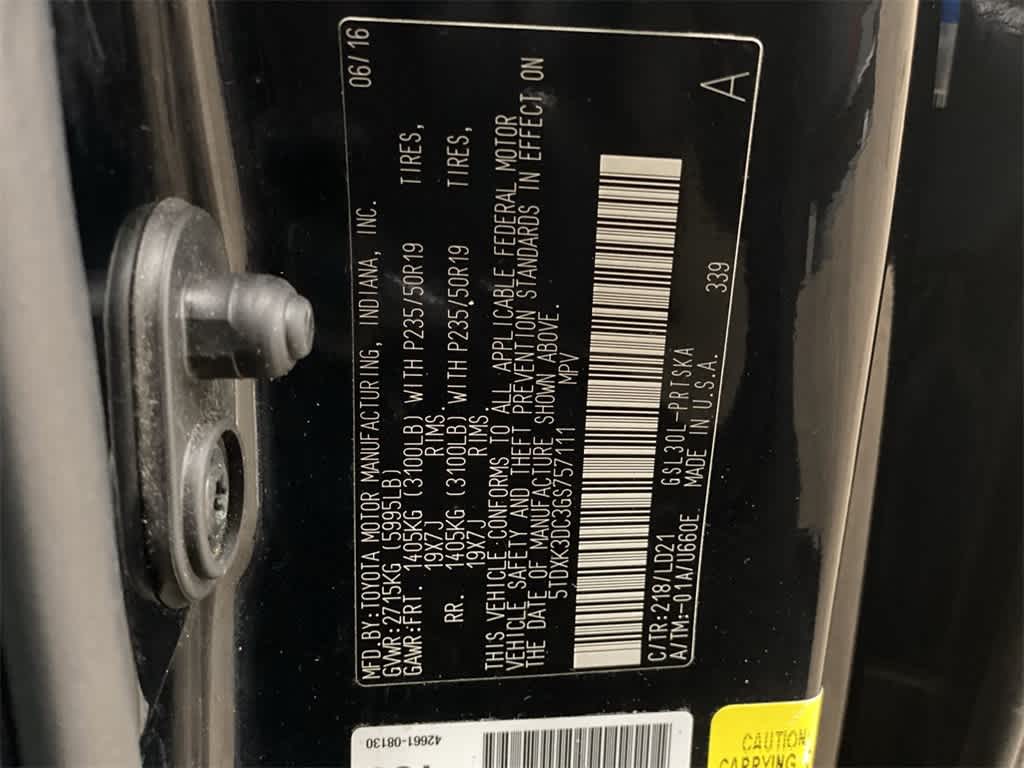 MFD.BY:TOYOTA MOTOR MANUFACTURING, INDIANA, INC. 06/16
GVWR:2715KG (5995LB)
GAWR:FRT. 1405KG (3100LB) WITH P235/50R19 TIRES,
19X7J RIMS.
RR. 1405KG (3100LB) WITH P235/50R19 TIRES,
19X7J RIMS.
THIS VEHICLE CONFORMS TO ALL APPLICABLE FEDERAL MOTOR
VEHICLE SAFETY AND THEFT PREVENTION STANDARDS IN EFFECT ON
THE DATE OF MANUFACTURE SHOWN ABOVE.
5TDXK3DC3GS757111 MPV
C/TR:218/LD21 GSL30L-PRTSKA 339
A/TM:-01A/U660E MADE IN U.S.A.
A
42661-08130
CAUTION
CARRYING